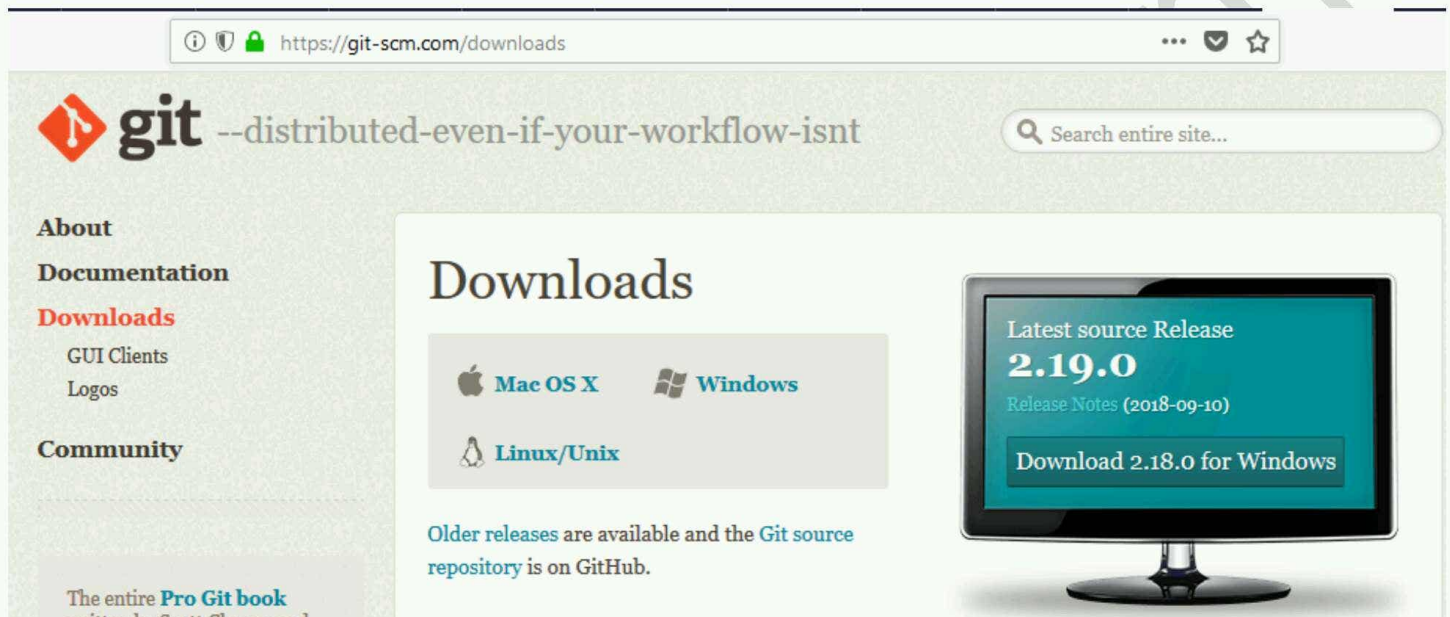 https://git-scm.com/downloads
git --distributed-even-if-your-workflow-isnt
Search entire site...
About
Documentation
Downloads
GUI Clients
Logos
Community
The entire Pro Git book
Downloads
Mac OS X
Windows
Linux/Unix
Older releases are available and the Git source
repository is on GitHub.
Latest source Release
2.19.0
Release Notes (2018-09-10)
Download 2.18.0 for Windows